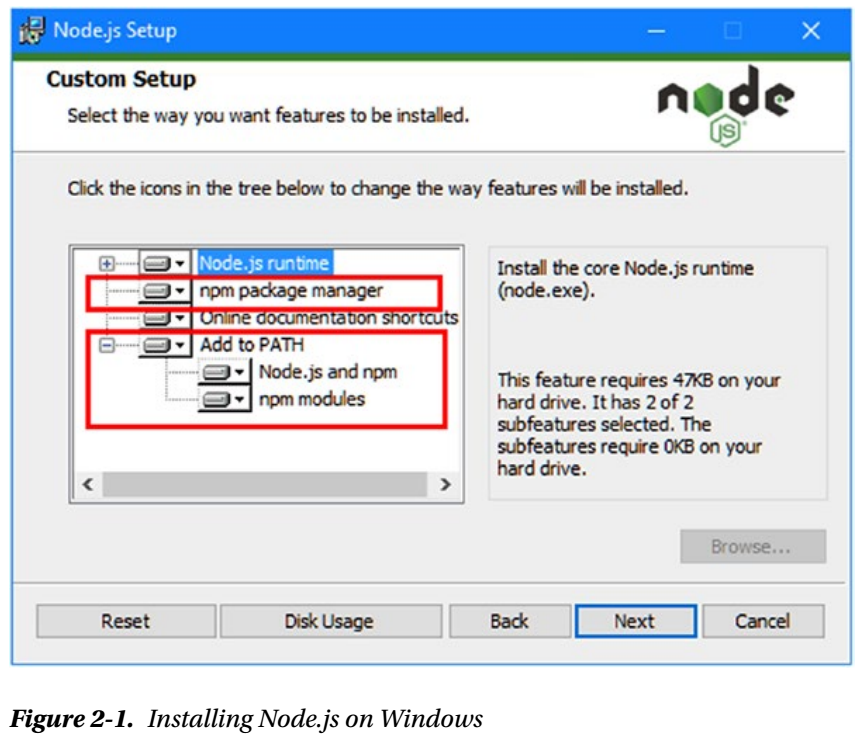 Node.js Setup
Custom Setup
Select the way you want features to be installed.
node
JS
Click the icons in the tree below to change the way features will be installed.
Node.js runtime
npm package manager
Online documentation shortcuts
Add to PATH
Node.js and npm
npm modules
Install the core Node.js runtime
(node.exe).
This feature requires 47KB on your
hard drive. It has 2 of 2
subfeatures selected. The
subfeatures require 0KB on your
hard drive.
Browse...
Reset
Disk Usage
Back
Next
Cancel
Figure 2-1. Installing Node.js on Windows